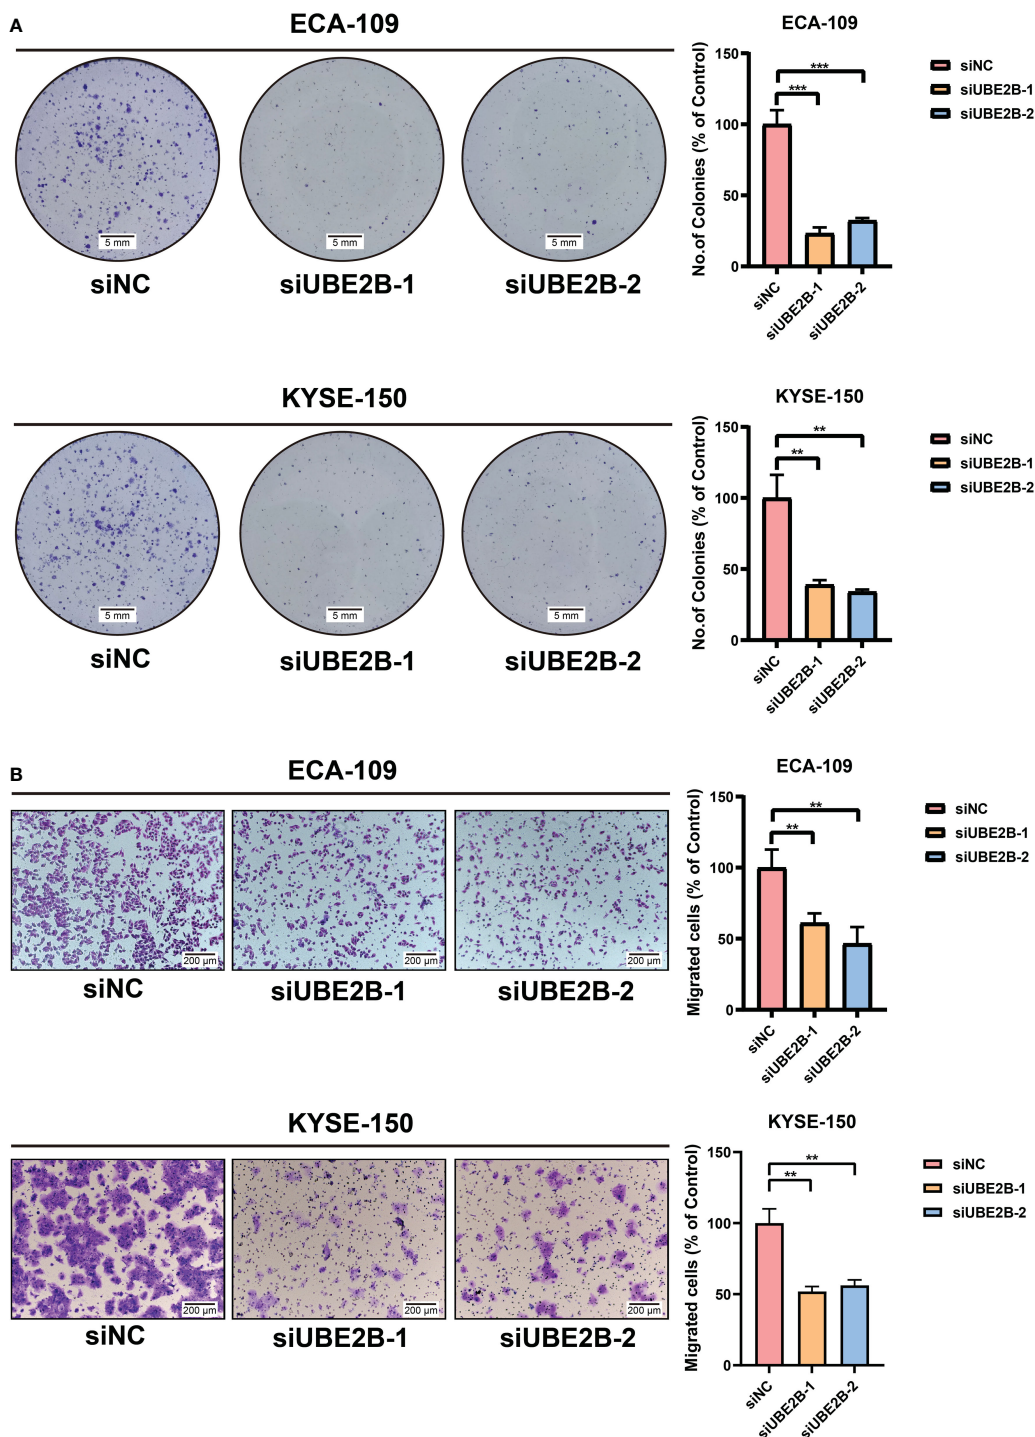 A
ECA-109
5 mm
5 mm
5 mm
siNC
siUBE2B-1
siUBE2B-2
ECA-109
No.of Colonies (% of Control)
150
100
50
0
***
***
siNC
siUBE2B-1
siUBE2B-2
siNC
siUBE2B-1
siUBE2B-2
KYSE-150
5 mm
5 mm
5 mm
siNC
siUBE2B-1
siUBE2B-2
KYSE-150
No.of Colonies (% of Control)
150
100
50
0
**
**
siNC
siUBE2B-1
siUBE2B-2
siNC
siUBE2B-1
siUBE2B-2
B
ECA-109
200 μm
200 μm
200 μm
siNC
siUBE2B-1
siUBE2B-2
ECA-109
Migrated cells (% of Control)
150
100
50
0
**
**
siNC
siUBE2B-1
siUBE2B-2
siNC
siUBE2B-1
siUBE2B-2
KYSE-150
200 μm
200 μm
200 μm
siNC
siUBE2B-1
siUBE2B-2
KYSE-150
Migrated cells (% of Control)
150
100
50
0
**
**
siNC
siUBE2B-1
siUBE2B-2
siNC
siUBE2B-1
siUBE2B-2